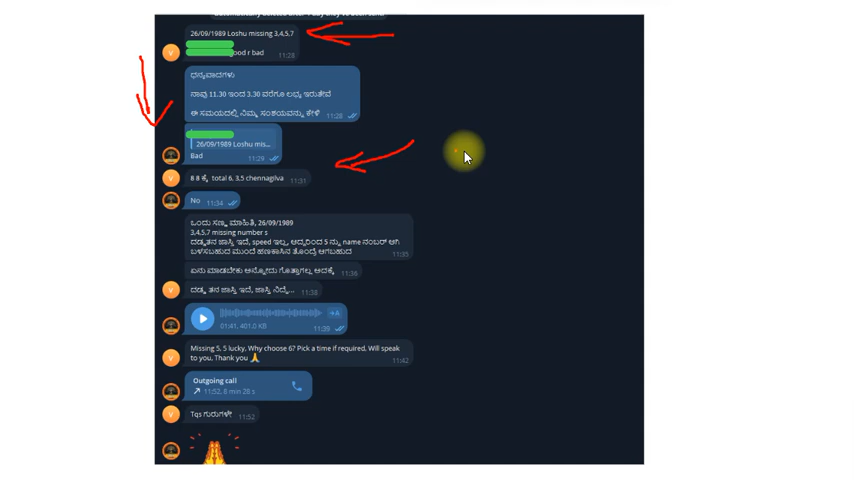 26/09/1989 Loshu missing 3,4,5,7
good r bad
11:28
ಧನ್ಯವಾದಗಳು
ನಾವು 11.30 ಇಂದ 3.30 ವರೆಗೂ ಲಭ್ಯ ಇರುತೇವೆ
ಈ ಸಮಯದಲ್ಲಿ ನಿಮ್ಮ ಸಂಶಯವನ್ನು ಕೇಳಿ
11:28
26/09/1989 Loshu mis...
Bad
11:29
V
8 8 ಕ್ಕೆ total 6, 3,5 chennagilva
11:31
No
11:34
ಒಂದು ಸಣ್ಣ ಮಾಹಿತಿ, 26/09/1989
3,4,5,7 missing number s
ದಡ್ಡತನ ಜಾಸ್ತಿ ಇದೆ, speed ಇಲ್ಲ, ಆದ್ದರಿಂದ 5 ನ್ನು name ನಂಬರ್ ಆಗಿ
ಬಳಸಬಹುದ ಮುಂದೆ ಹಣಕಾಸಿನ ತೊಂದ್ರೆ ಆಗಬಹುದ
11:35
ಏನು ಮಾಡಬೇಕು ಅನ್ನೋದು ಗೊತ್ತಾಗಲ್ಲ ಅದಕ್ಕೆ
11:36
V
ದಡ್ಡ ತನ ಜಾಸ್ತಿ ಇದೆ, ಜಾಸ್ತಿ ನಿದ್ದೆ...
11:38
01:41, 401.0 KB
11:39
Missing 5, 5 lucky, Why choose 6? Pick a time if required, Will speak
to you, Thank you
11:42
V
Outgoing call
11:52, 6 min 28 s
V
Tqs ಗುರುಗಳೇ
11:52